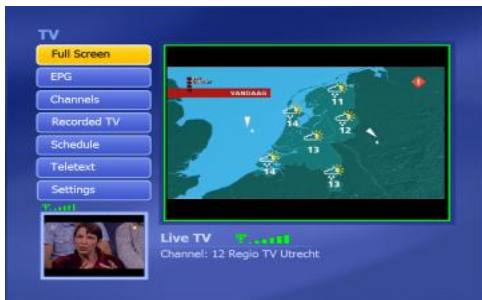 TV
Full Screen
EPG
Channels
Recorded TV
Schedule
Teletext
Settings
VANDAAG
11
14
12
13
14
13
Live TV
Channel: 12 Regio TV Utrecht